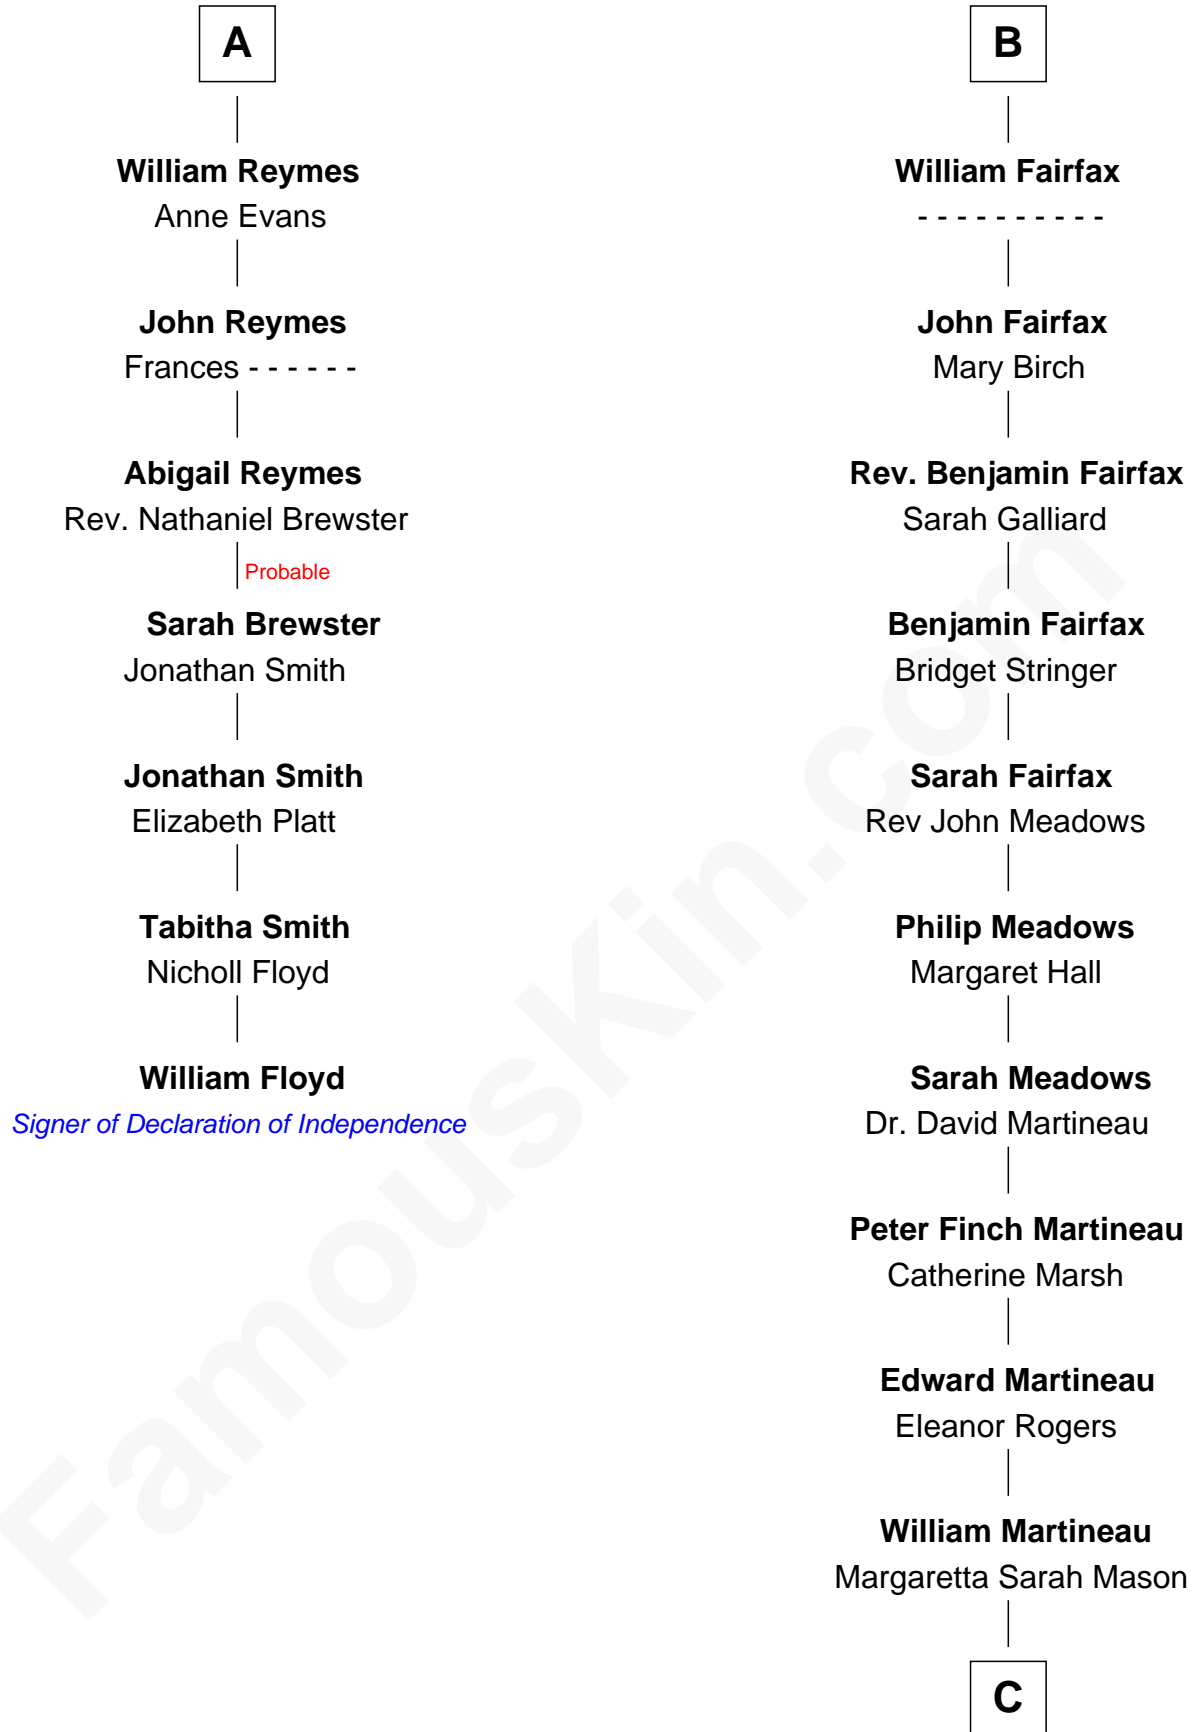 A
William Reymes
Anne Evans
John Reymes
Frances - - - - - -
Abigail Reymes
Rev. Nathaniel Brewster
Probable
Sarah Brewster
Jonathan Smith
Jonathan Smith
Elizabeth Platt
Tabitha Smith
Nicholl Floyd
William Floyd
Signer of Declaration of Independence
B
William Fairfax
- - - - - - - - - -
John Fairfax
Mary Birch
Rev. Benjamin Fairfax
Sarah Galliard
Benjamin Fairfax
Bridget Stringer
Sarah Fairfax
Rev John Meadows
Philip Meadows
Margaret Hall
Sarah Meadows
Dr. David Martineau
Peter Finch Martineau
Catherine Marsh
Edward Martineau
Eleanor Rogers
William Martineau
Margaretta Sarah Mason
C
FamousKin.com